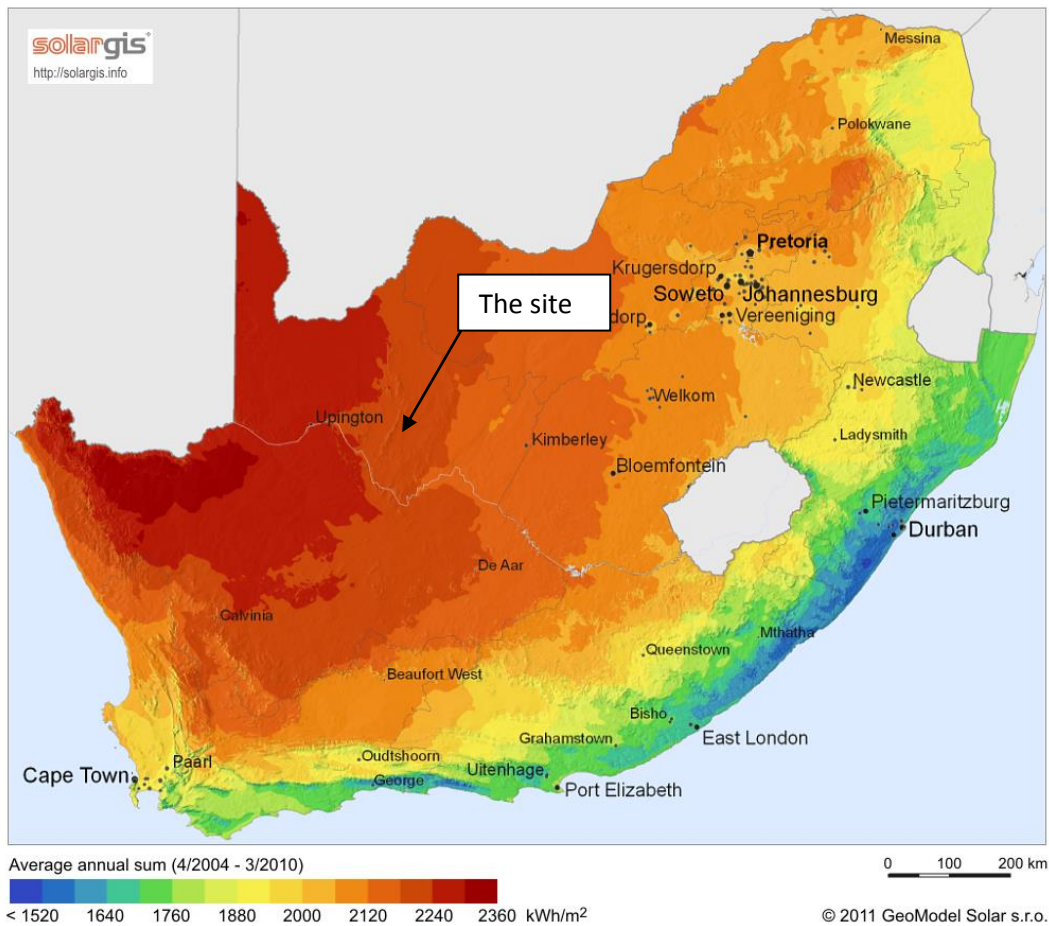 solargis
http://solargis.info
Messina
Polokwane
Pretoria
Krugersdorp
The site
Soweto
Johannesburg
dorp
Vereeniging
Newcastle
Welkom
Upington
Ladysmith
Kimberley
Bloemfontein
Pietermaritzburg
Durban
De Aar
Calvinia
Mthatha
Queenstown
Beaufort West
Bisho
Grahamstown
East London
Oudtshoorn
Paarl
Uitenhage
Cape Town
George
Port Elizabeth
Average annual sum (4/2004 - 3/2010)
0 100 200 km
< 1520 1640 1760 1880 2000 2120 2240 2360 kWh/m2
© 2011 GeoModel Solar s.r.o.